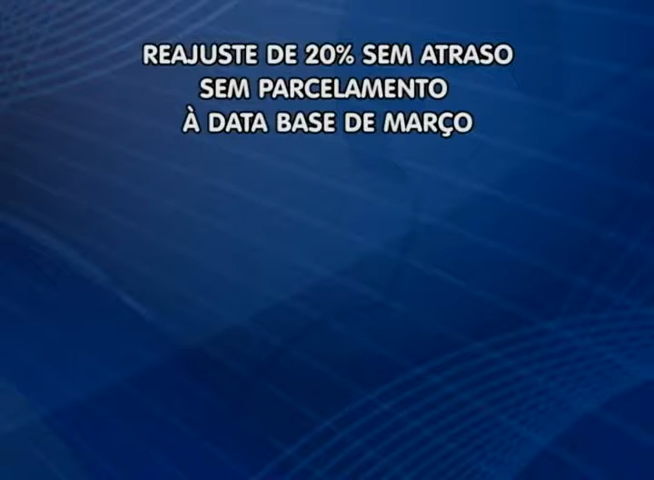 REAJUSTE DE 20% SEM ATRASO
SEM PARCELAMENTO
À DATA BASE DE MARÇO